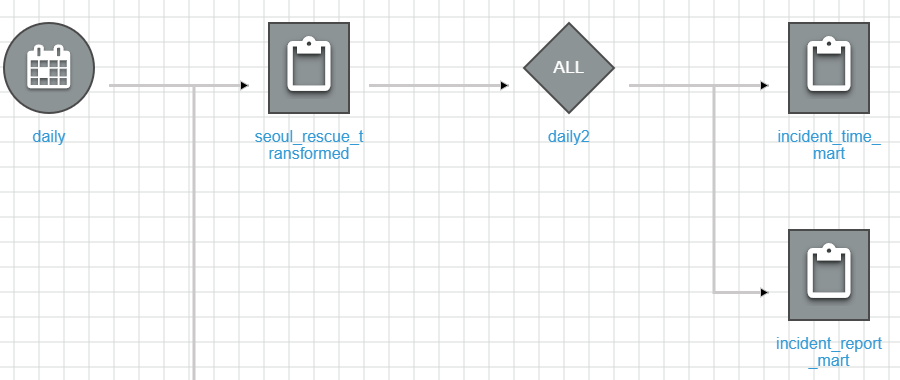 ALL
daily
seoul_rescue_t
ransformed
daily2
incident_time_
mart
incident_report
_mart